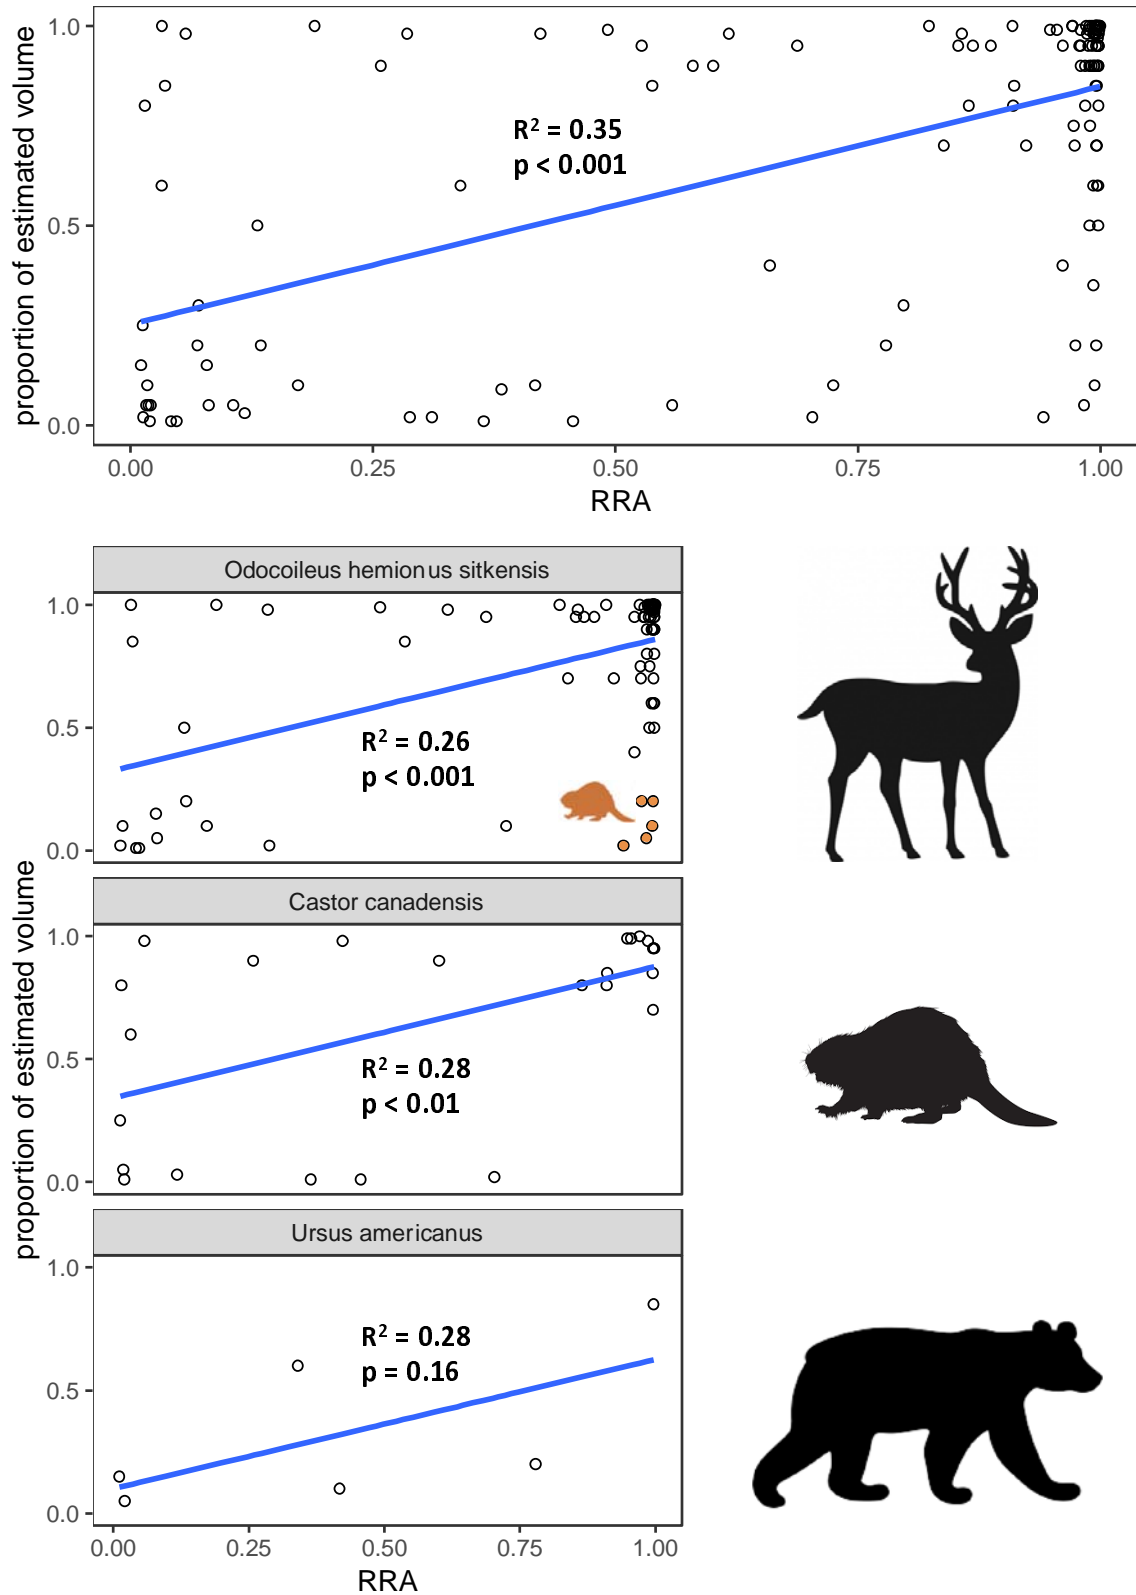 1.0
0.5
0.0
proportion of estimated volume
R² = 0.35
p < 0.001
0.00 0.25 0.50 0.75 1.00
RRA
Odocoileus hemionus sitkensis
1.0
0.5
0.0
R² = 0.26
p < 0.001
proportion of estimated volume
Castor canadensis
1.0
0.5
0.0
R² = 0.28
p < 0.01
Ursus americanus
1.0
0.5
0.0
R² = 0.28
p = 0.16
0.00 0.25 0.50 0.75 1.00
RRA